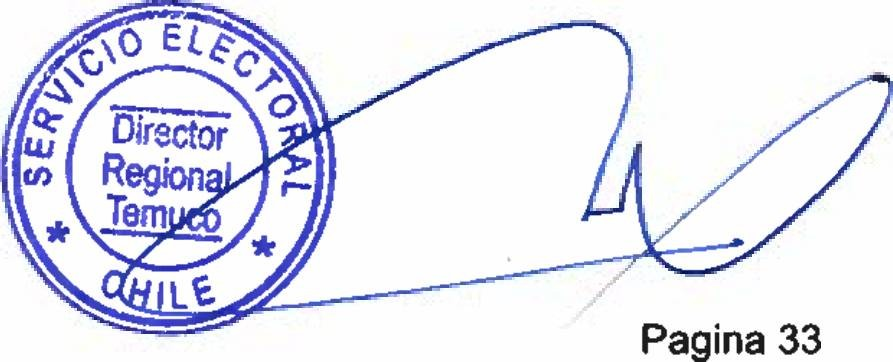 SERVICIO ELECTORAL
Director
Regional
Temuco
* CHILE *
Pagina 33